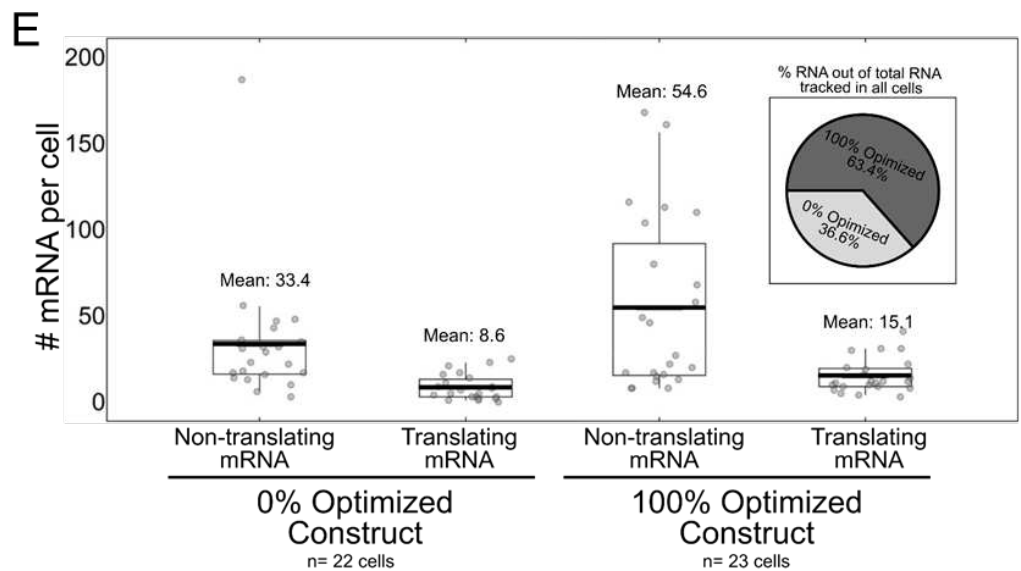 E
# mRNA per cell
200
150
100
50
0
Mean: 33.4
Mean: 8.6
Mean: 54.6
Mean: 15.1
% RNA out of total RNA
tracked in all cells
100% Optimized
63.4%
0% Opimized
36.6%
Non-translating
mRNA
Translating
mRNA
Non-translating
mRNA
Translating
mRNA
0% Optimized
Construct
n= 22 cells
100% Optimized
Construct
n= 23 cells